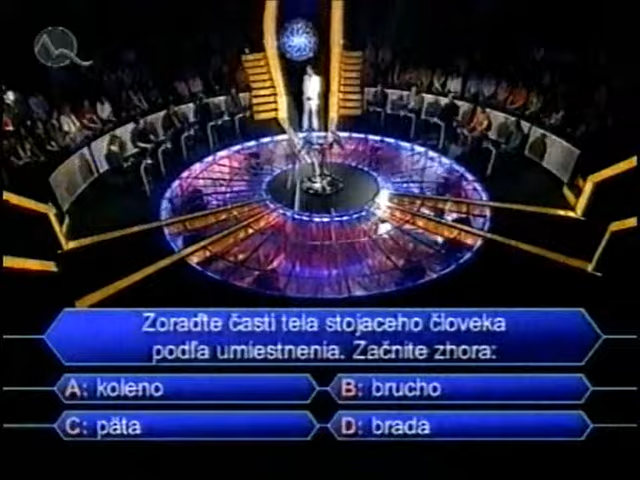 Zoraďte časti tela stojaceho človeka
podľa umiestnenia. Začnite zhora:
A: koleno
B: brucho
C: päta
D: brada